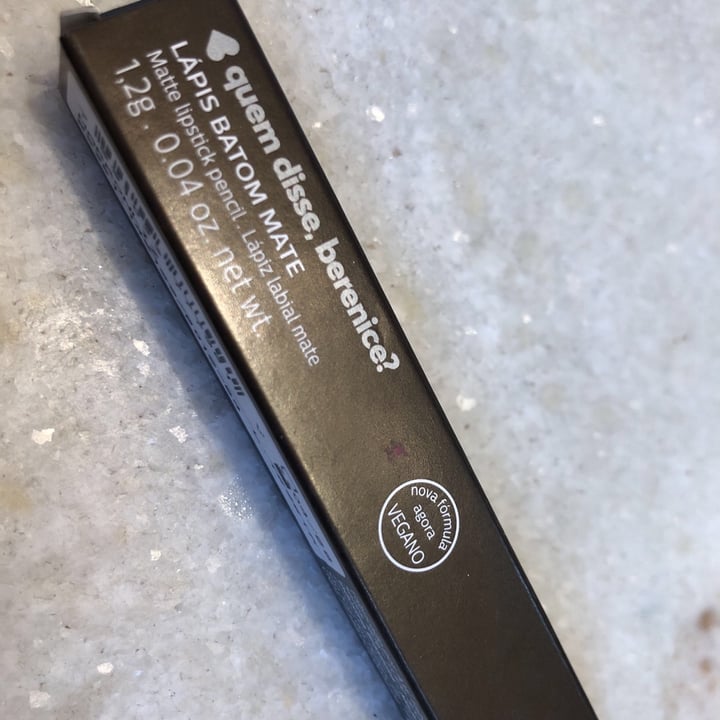 quem disse, berenice?
LÁPIS BATOM MATE
Matte lipstick pencil. Lápiz labial mate
1,2g. 0.04 oz. net wt.
nova fórmula
agora
VEGANO